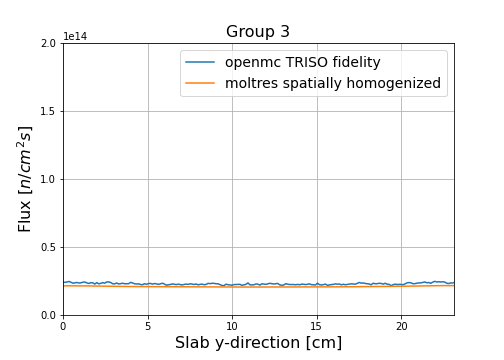 Group 3
1e14
2.0
1.5
1.0
0.5
0.0
Flux [n/cm²s]
openmc TRISO fidelity
moltres spatially homogenized
0 5 10 15 20
Slab y-direction [cm]